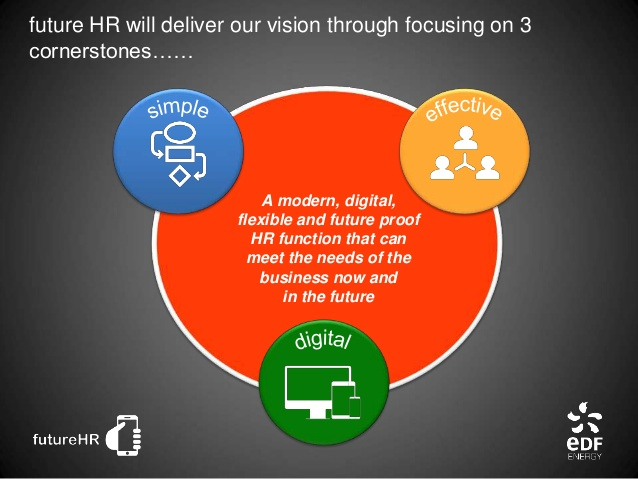 future HR will deliver our vision through focusing on 3
cornerstones……
simple
effective
A modern, digital,
flexible and future proof
HR function that can
meet the needs of the
business now and
in the future
digital
futureHR
eDF
ENERGY